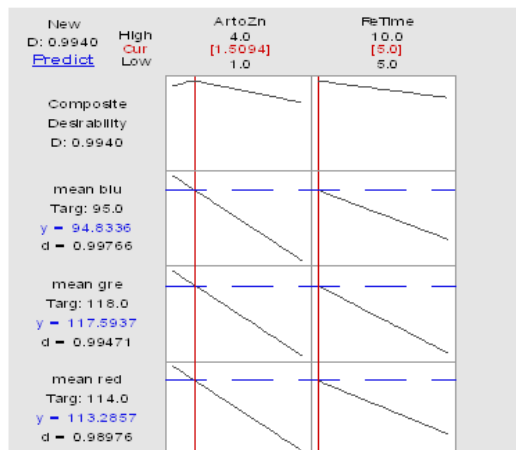 New
D: 0.9940
Predict
High
Cur
Low
ArtoZn
4.0
[1.5094]
1.0
ReTime
10.0
[5.0]
5.0
Composite
Desirability
D: 0.9940
mean blu
Targ: 95.0
y = 94.8336
d = 0.99766
mean gre
Targ: 118.0
y = 117.5937
d = 0.99471
mean red
Targ: 114.0
y = 113.2857
d = 0.98976